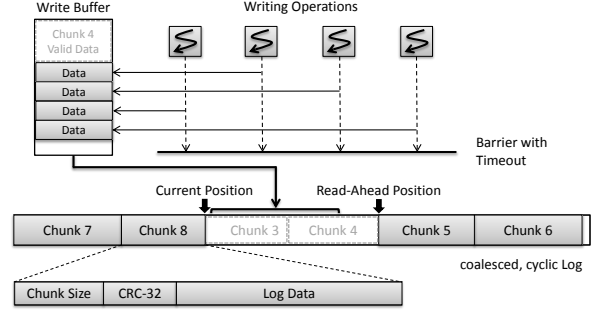 Write Buffer
Writing Operations
Chunk 4
Valid Data
Data
Data
Data
Data
Barrier with
Timeout
Current Position
Read-Ahead Position
Chunk 7
Chunk 8
Chunk 3
Chunk 4
Chunk 5
Chunk 6
coalesced, cyclic Log
Chunk Size
CRC-32
Log Data